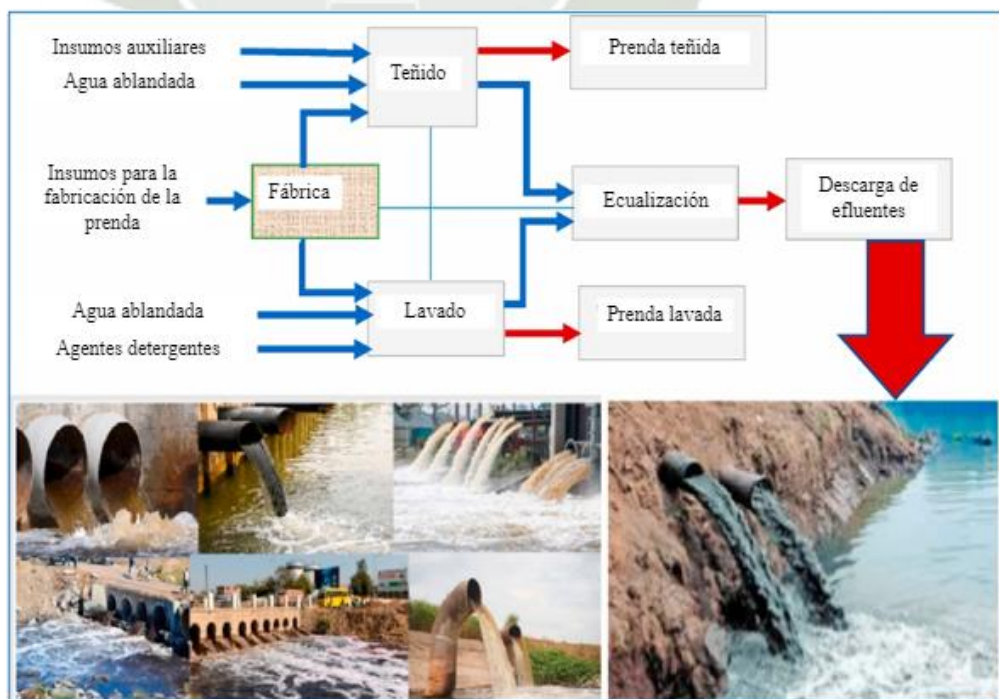 Insumos auxiliares
Agua ablandada
Teñido
Prenda teñida
Insumos para la
fabricación de la
prenda
Fábrica
Ecualización
Descarga de
efluentes
Agua ablandada
Agentes detergentes
Lavado
Prenda lavada